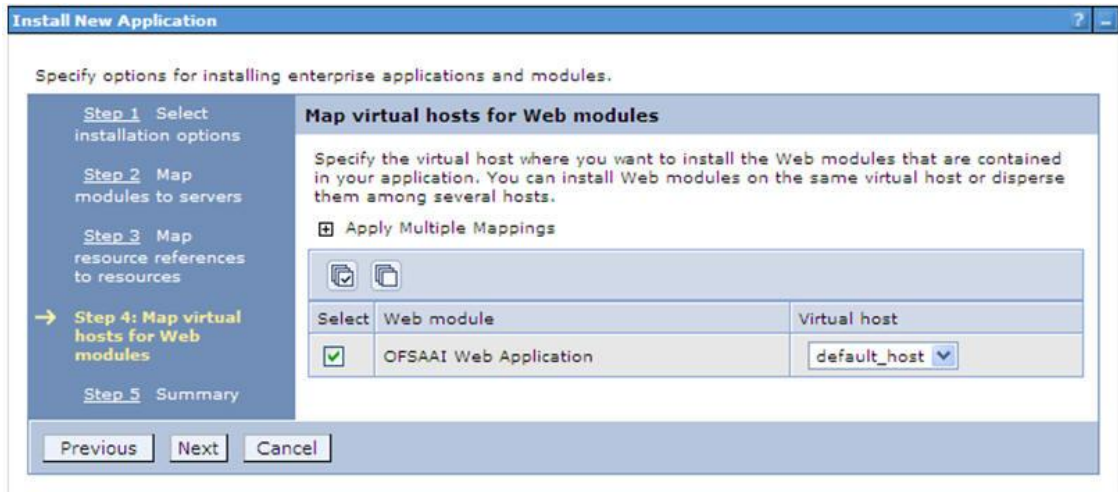 Install New Application
?
Specify options for installing enterprise applications and modules.
Step 1 Select
installation options
Step 2 Map
modules to servers
Step 3 Map
resource references
to resources
Step 4: Map virtual
hosts for Web
modules
Step 5 Summary
Map virtual hosts for Web modules
Specify the virtual host where you want to install the Web modules that are contained
in your application. You can install Web modules on the same virtual host or disperse
them among several hosts.
Apply Multiple Mappings
Select Web module Virtual host
OFSAAI Web Application default_host
Previous Next Cancel